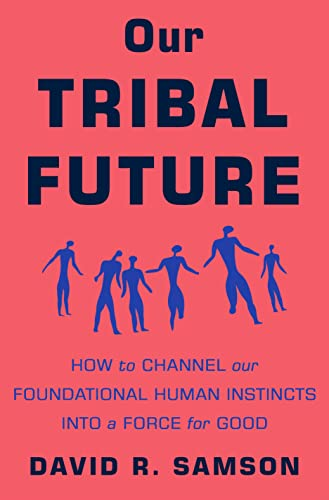 Our
TRIBAL
FUTURE
HOW to CHANNEL our
FOUNDATIONAL HUMAN INSTINCTS
INTO a FORCE for GOOD
DAVID R. SAMSON